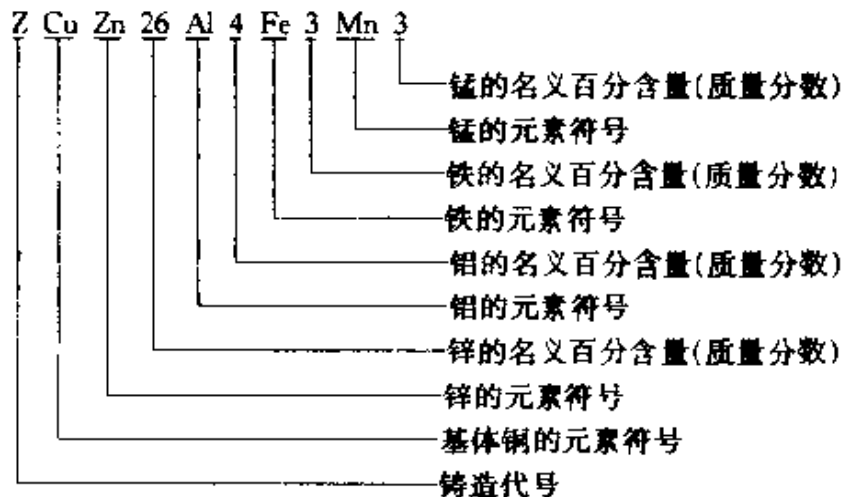 Z Cu Zn 26 Al 4 Fe 3 Mn 3
锰的名义百分含量(质量分数)
锰的元素符号
铁的名义百分含量(质量分数)
铁的元素符号
铝的名义百分含量(质量分数)
铝的元素符号
锌的名义百分含量(质量分数)
锌的元素符号
基体铜的元素符号
铸造代号